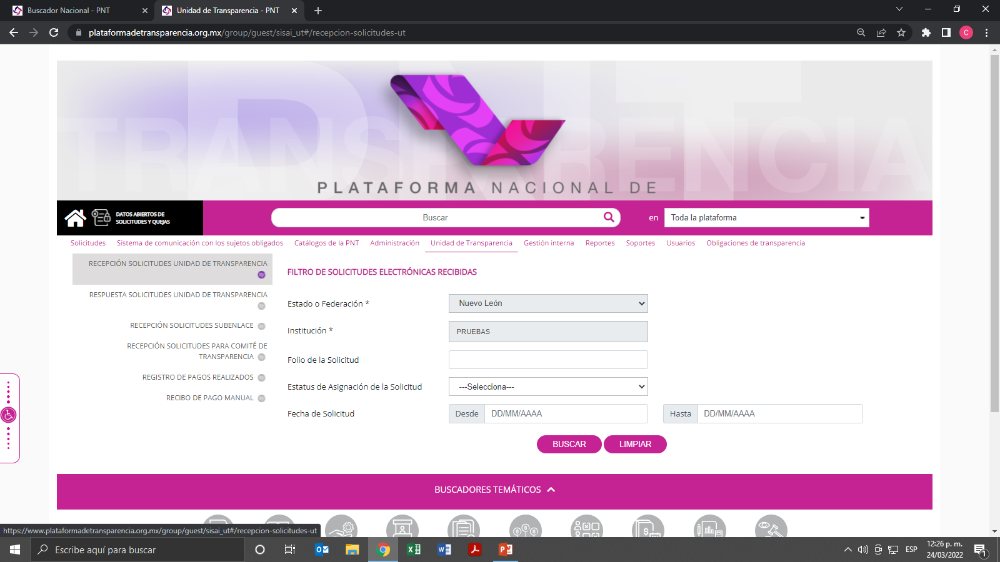 Buscador Nacional - PNT
Unidad de Transparencia - PNT
plataformadetransparencia.org.mx/group/guest/sisai_ut#/recepcion-solicitudes-ut
C
TRANSPARENCIA
PLATAFORMA NACIONAL DE
DATOS ABIERTOS DE
SOLICITUDES Y QUEJAS
Buscar
en
Toda la plataforma
Solicitudes
Sistema de comunicación con los sujetos obligados
Catálogos de la PNT
Administración
Unidad de Transparencia
Gestión interna
Reportes
Soportes
Usuarios
Obligaciones de transparencia
RECEPCIÓN SOLICITUDES UNIDAD DE TRANSPARENCIA
RESPUESTA SOLICITUDES UNIDAD DE TRANSPARENCIA
RECEPCIÓN SOLICITUDES SUBENLACE
RECEPCIÓN SOLICITUDES PARA COMITÉ DE
TRANSPARENCIA
REGISTRO DE PAGOS REALIZADOS
RECIBO DE PAGO MANUAL
FILTRO DE SOLICITUDES ELECTRÓNICAS RECIBIDAS
Estado o Federación *
Nuevo León
Institución *
PRUEBAS
Folio de la Solicitud
Estatus de Asignación de la Solicitud
---Selecciona---
Fecha de Solicitud
Desde
DD/MM/AAAA
Hasta
DD/MM/AAAA
BUSCAR
LIMPIAR
BUSCADORES TEMÁTICOS
https://www.plataformadetransparencia.org.mx/group/guest/sisai_ut#/recepcion-solicitudes-ut
Escribe aquí para buscar
ESP
12:26 p. m.
24/03/2022
1